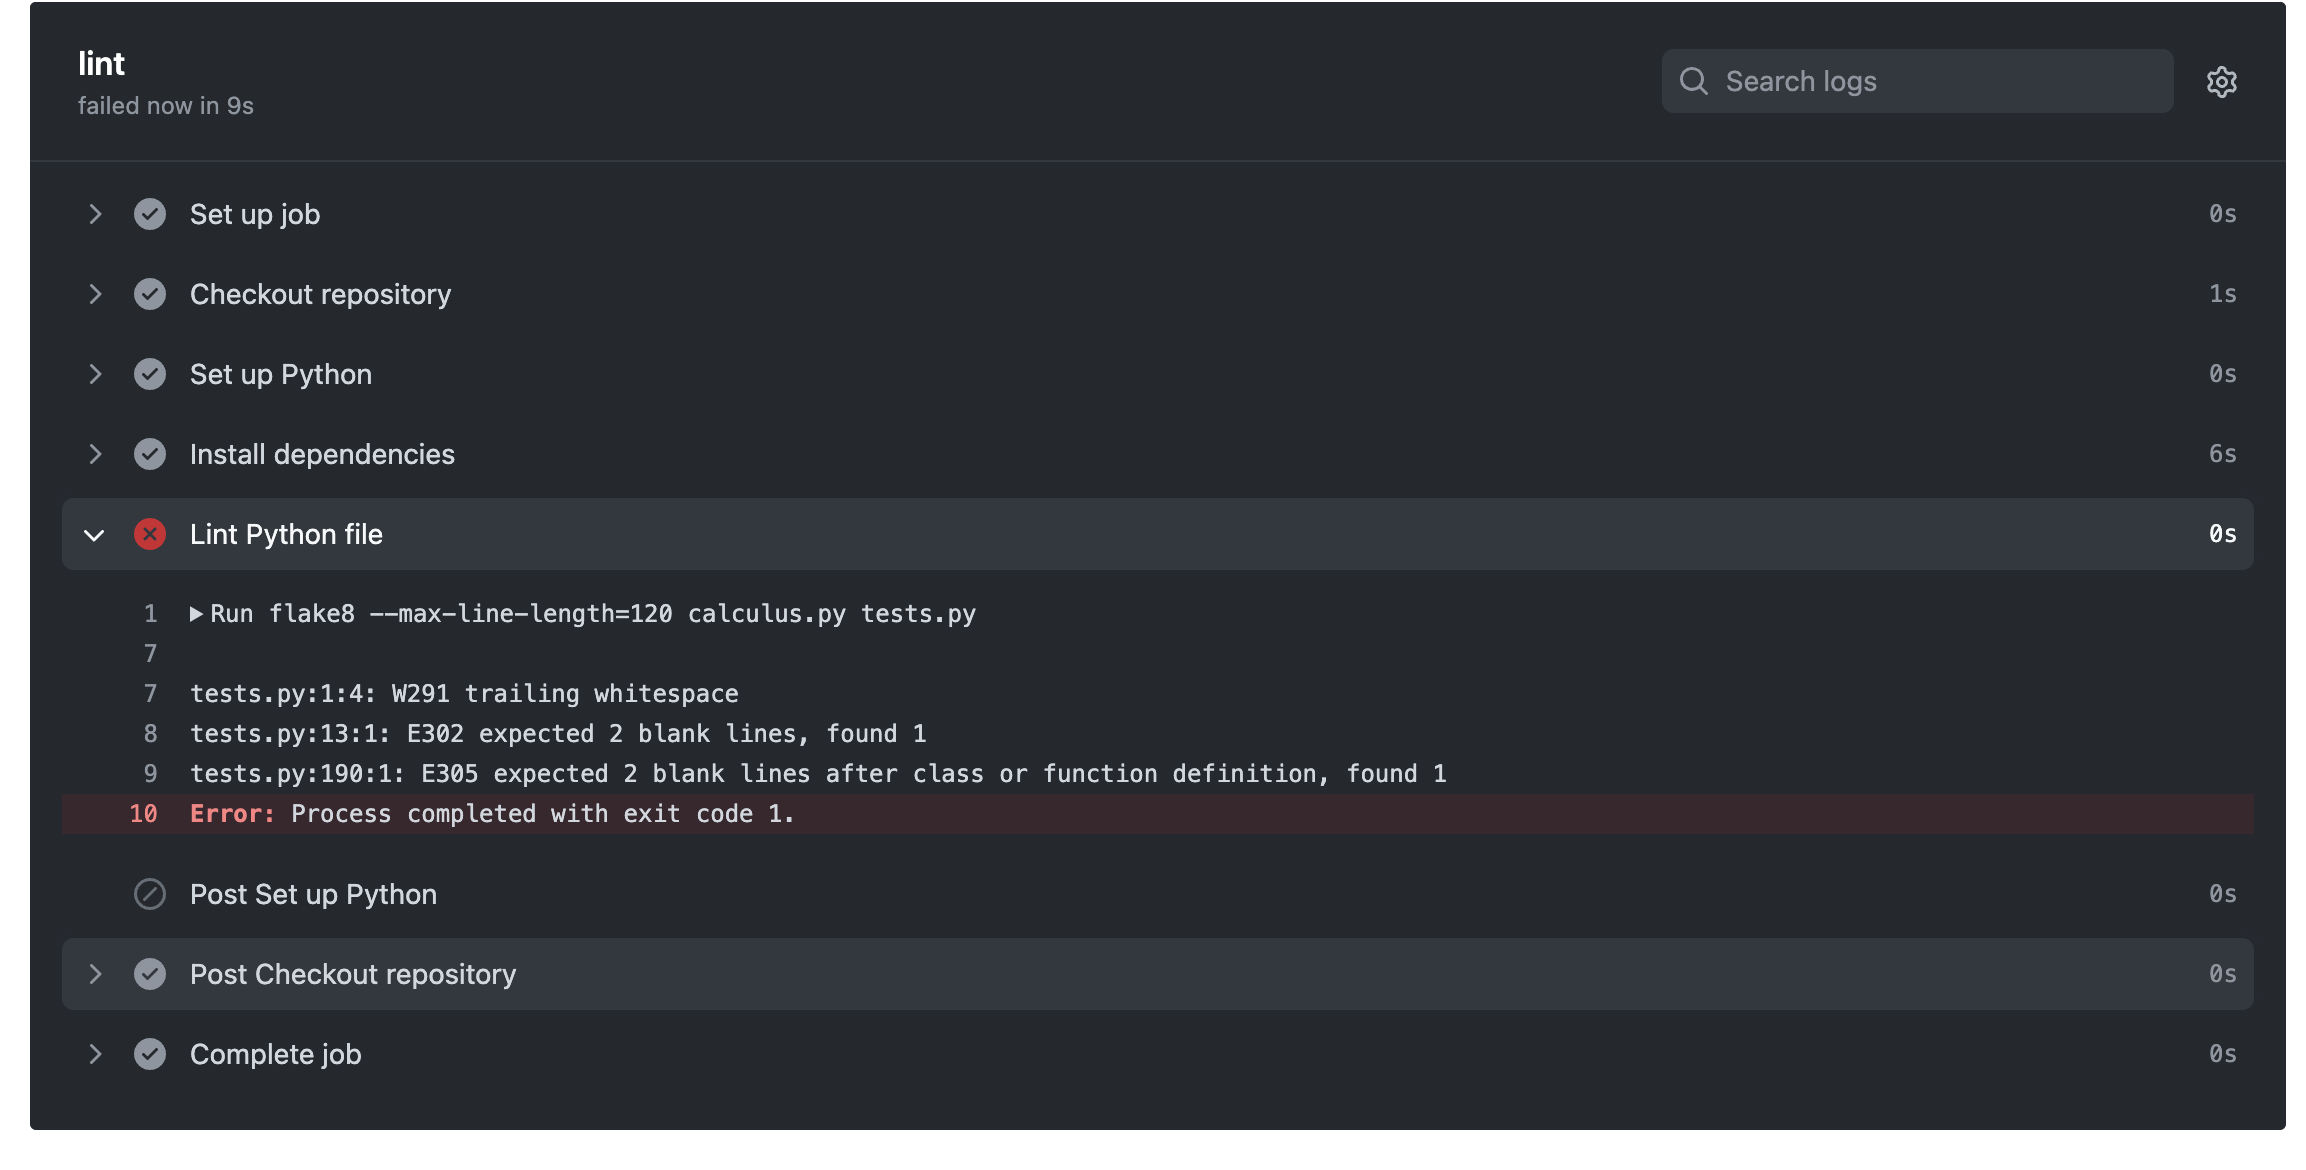 lint
failed now in 9s
Search logs
Set up job 0s
Checkout repository 1s
Set up Python 0s
Install dependencies 6s
Lint Python file 0s
1 Run flake8 --max-line-length=120 calculus.py tests.py
7
7 tests.py:1:4: W291 trailing whitespace
8 tests.py:13:1: E302 expected 2 blank lines, found 1
9 tests.py:190:1: E305 expected 2 blank lines after class or function definition, found 1
10 Error: Process completed with exit code 1.
Post Set up Python 0s
Post Checkout repository 0s
Complete job 0s